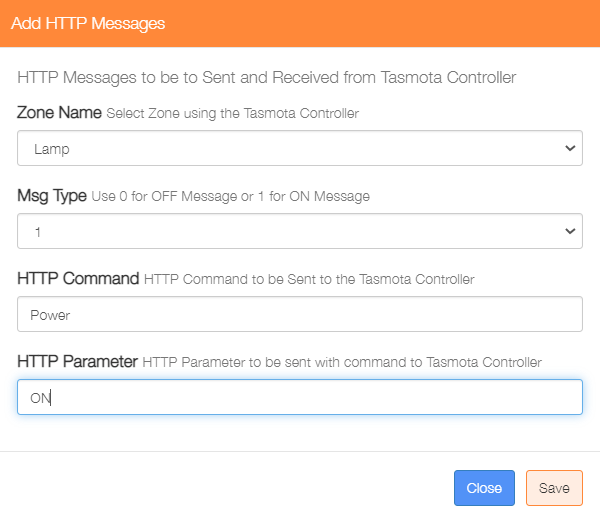 Add HTTP Messages
HTTP Messages to be to Sent and Received from Tasmota Controller
Zone Name Select Zone using the Tasmota Controller
Lamp
Msg Type Use 0 for OFF Message or 1 for ON Message
1
HTTP Command HTTP Command to be Sent to the Tasmota Controller
Power
HTTP Parameter HTTP Parameter to be sent with command to Tasmota Controller
ON
Close Save